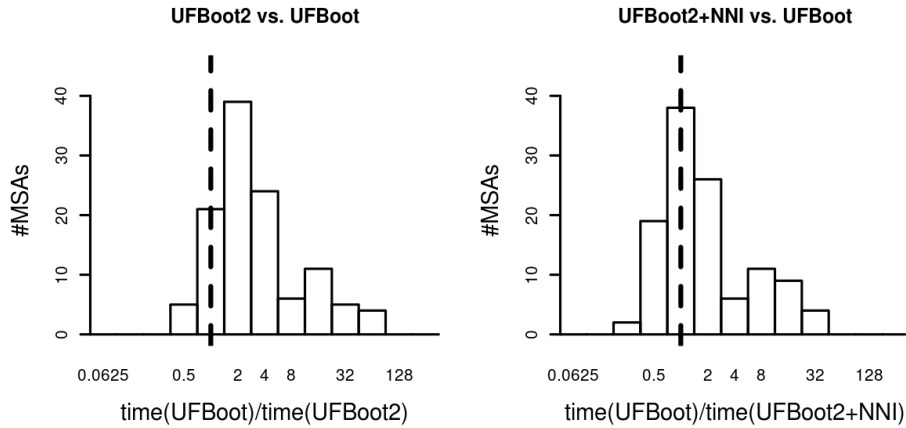 UFBoot2 vs. UFBoot
#MSAs
40
30
20
10
0
0.0625 0.5 2 4 8 32 128
time(UFBoot)/time(UFBoot2)
UFBoot2+NNI vs. UFBoot
#MSAs
40
30
20
10
0
0.0625 0.5 2 4 8 32 128
time(UFBoot)/time(UFBoot2+NNI)